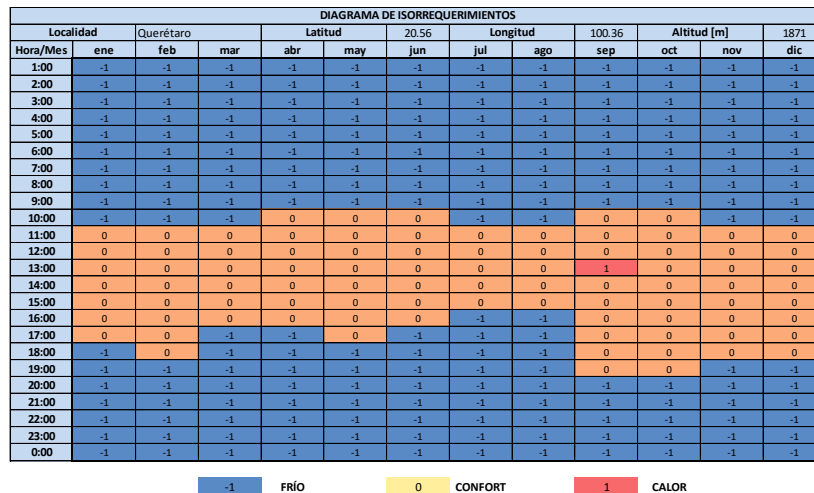 DIAGRAMA DE ISORREQUERIMIENTOS
Localidad Querétaro Latitud 20.56 Longitud 100.36 Altitud [m] 1871
Hora/Mes ene feb mar abr may jun jul ago sep oct nov dic
1:00 -1 -1 -1 -1 -1 -1 -1 -1 -1 -1 -1 -1
2:00 -1 -1 -1 -1 -1 -1 -1 -1 -1 -1 -1 -1
3:00 -1 -1 -1 -1 -1 -1 -1 -1 -1 -1 -1 -1
4:00 -1 -1 -1 -1 -1 -1 -1 -1 -1 -1 -1 -1
5:00 -1 -1 -1 -1 -1 -1 -1 -1 -1 -1 -1 -1
6:00 -1 -1 -1 -1 -1 -1 -1 -1 -1 -1 -1 -1
7:00 -1 -1 -1 -1 -1 -1 -1 -1 -1 -1 -1 -1
8:00 -1 -1 -1 -1 -1 -1 -1 -1 -1 -1 -1 -1
9:00 -1 -1 -1 -1 -1 -1 -1 -1 -1 -1 -1 -1
10:00 -1 -1 -1 0 0 0 -1 -1 0 0 -1 -1
11:00 0 0 0 0 0 0 0 0 0 0 0 0
12:00 0 0 0 0 0 0 0 0 0 0 0 0
13:00 0 0 0 0 0 0 0 0 1 0 0 0
14:00 0 0 0 0 0 0 0 0 0 0 0 0
15:00 0 0 0 0 0 0 0 0 0 0 0 0
16:00 0 0 0 0 0 0 -1 -1 0 0 0 0
17:00 0 0 -1 -1 0 -1 -1 -1 0 0 0 0
18:00 -1 0 -1 -1 -1 -1 -1 -1 0 0 0 0
19:00 -1 -1 -1 -1 -1 -1 -1 -1 0 0 -1 -1
20:00 -1 -1 -1 -1 -1 -1 -1 -1 -1 -1 -1 -1
21:00 -1 -1 -1 -1 -1 -1 -1 -1 -1 -1 -1 -1
22:00 -1 -1 -1 -1 -1 -1 -1 -1 -1 -1 -1 -1
23:00 -1 -1 -1 -1 -1 -1 -1 -1 -1 -1 -1 -1
0:00 -1 -1 -1 -1 -1 -1 -1 -1 -1 -1 -1 -1
-1 FRÍO 0 CONFORT 1 CALOR